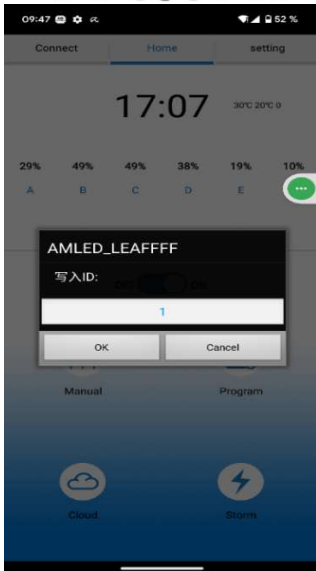 09:47 52 %
Connect Home setting
17:07 30℃ 20℃ 0
29% 49% 49% 38% 19% 10%
A B C D E
AMLED_LEAFFFF
写入ID:
1
OK Cancel
Manual Program
Cloud Storm